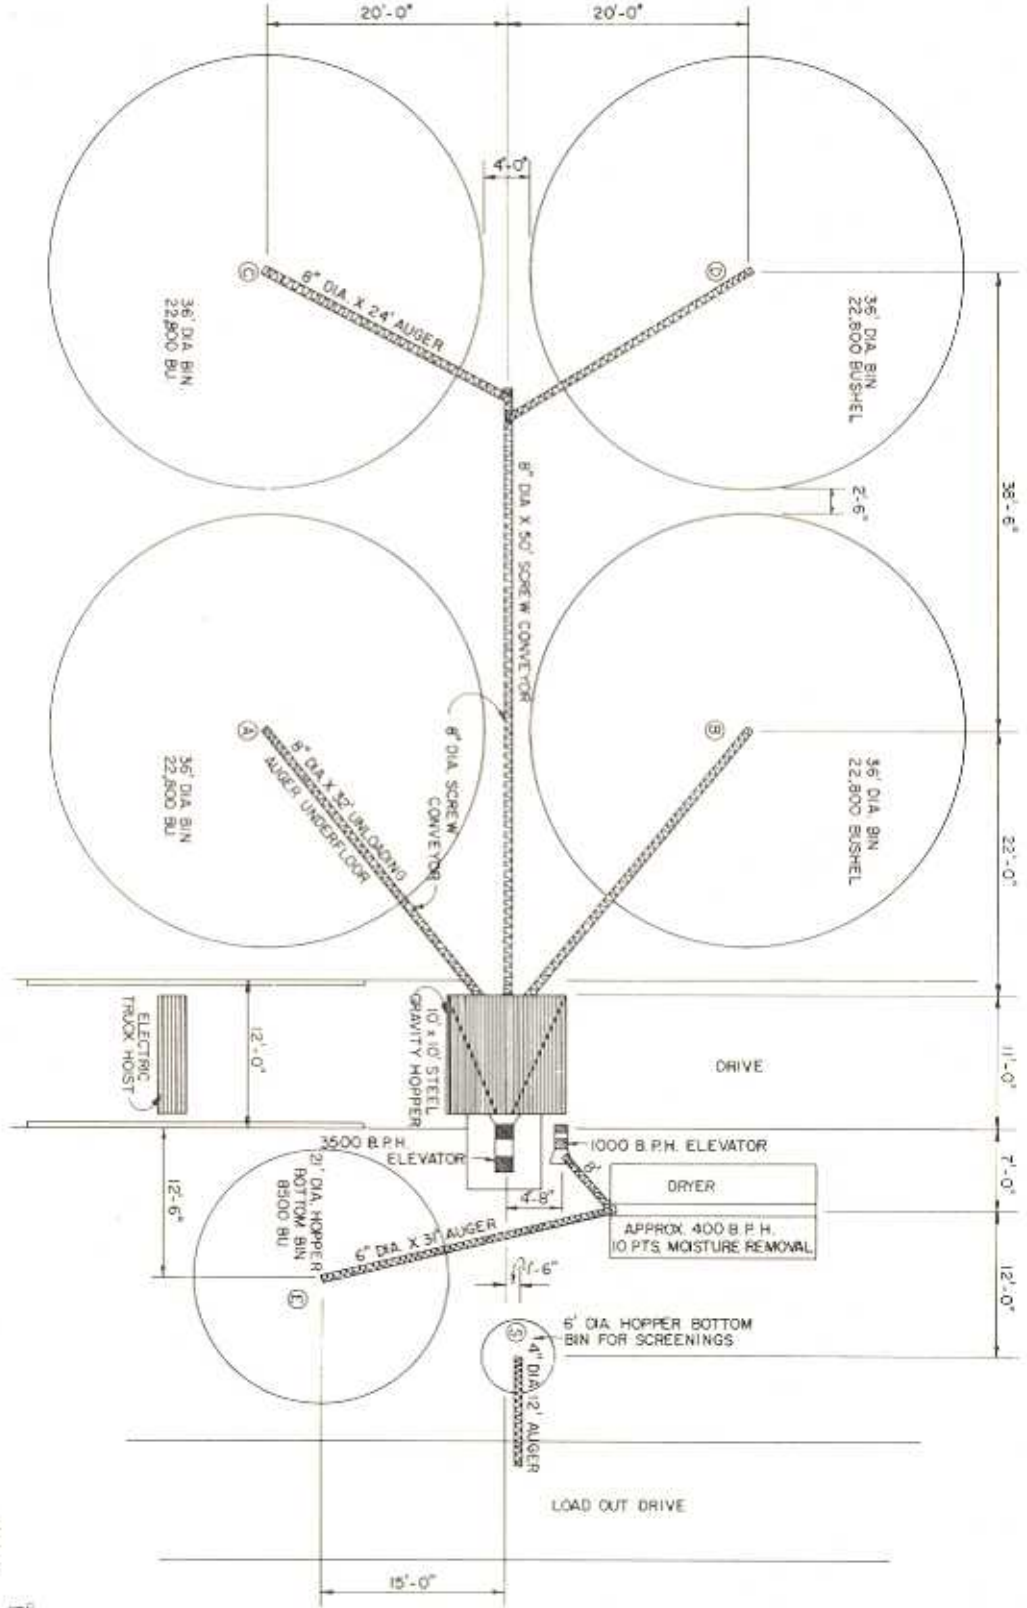 20'-0"
20'-0"
4'-0"
C
D
6" DIA. X 24' AUGER
36' DIA BIN
22,800 BU.
36' DIA BIN
22,800 BUSHEL
2'-6"
38'-6"
8" DIA X 50' SCREW CONVEYOR
A
B
8" DIA X 32' UNLOADING
AUGER UNDERFLOOR
8" DIA. SCREW
CONVEYOR
36' DIA BIN
22,800 BU.
36' DIA. BIN
22,800 BUSHEL
22'-0"
ELECTRIC
TRUCK HOIST
12'-0"
10' x 10' STEEL
GRAVITY HOPPER
DRIVE
11'-0"
3500 B.P.H.
ELEVATOR
1000 B.P.H. ELEVATOR
8'
DRYER
7'-0"
4'-8"
APPROX. 400 B.P.H.
10 PTS. MOISTURE REMOVAL
12'-6"
21' DIA. HOPPER
BOTTOM BIN
8500 BU.
6" DIA. X 31' AUGER
E
1'-6"
12'-0"
6' DIA. HOPPER BOTTOM
BIN FOR SCREENINGS
S
4" DIA 12' AUGER
LOAD OUT DRIVE
15'-0"